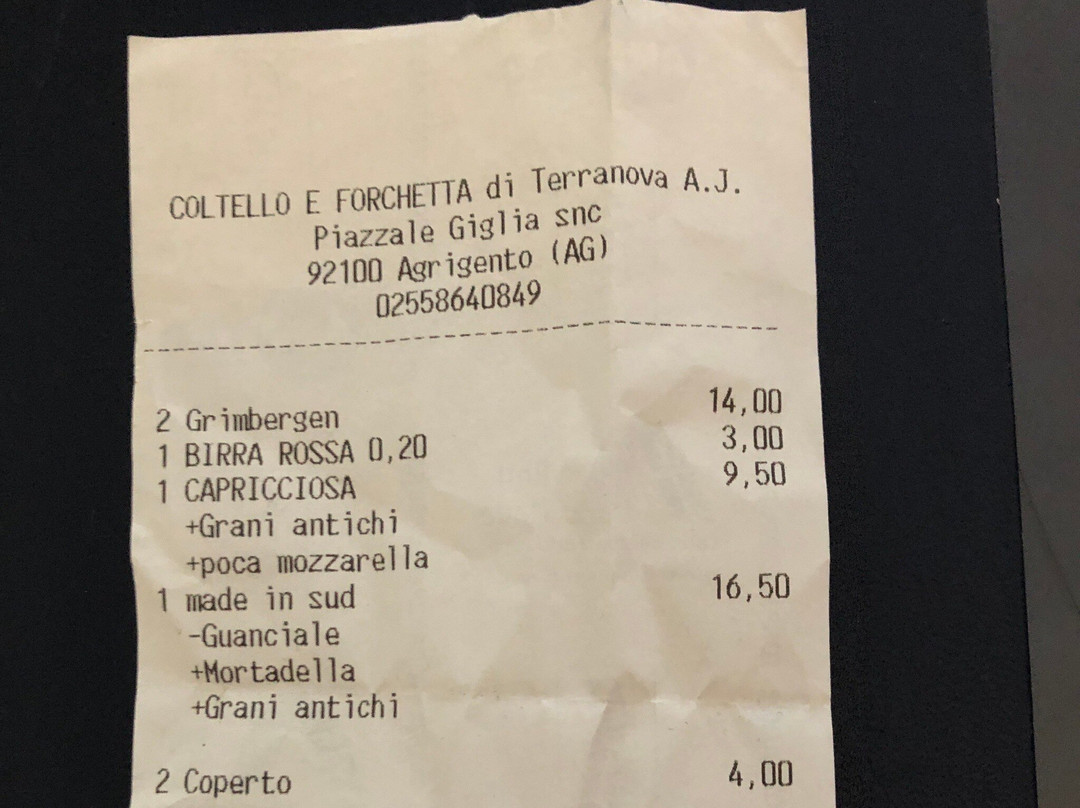 COLTELLO E FORCHETTA di Terranova A.J.
Piazzale Giglia snc
92100 Agrigento (AG)
02558640849
2 Grimbergen 14,00
1 BIRRA ROSSA 0,20 3,00
1 CAPRICCIOSA 9,50
+Grani antichi
+poca mozzarella
1 made in sud 16,50
-Guanciale
+Mortadella
+Grani antichi
2 Coperto 4,00